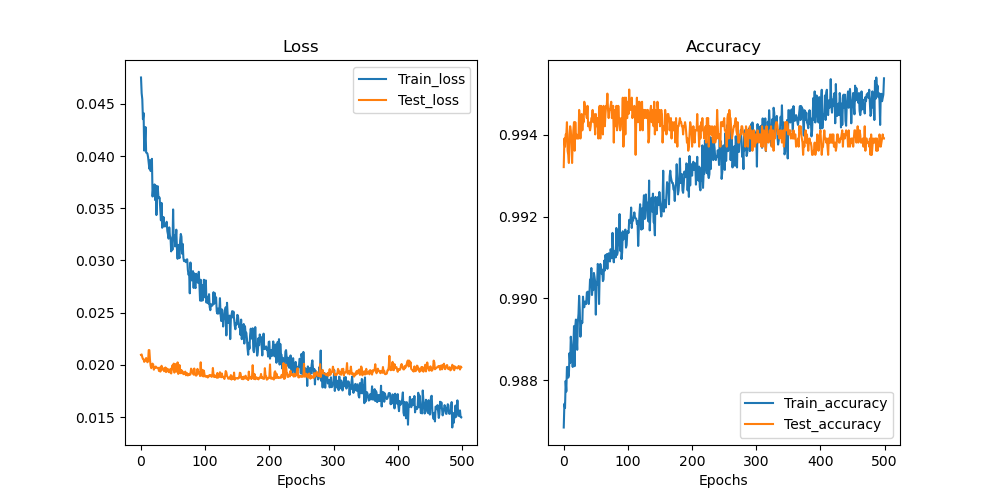 Loss
Train_loss
Test_loss
0.045
0.040
0.035
0.030
0.025
0.020
0.015
0 100 200 300 400 500
Epochs
Accuracy
0.994
0.992
0.990
0.988
Train_accuracy
Test_accuracy
0 100 200 300 400 500
Epochs